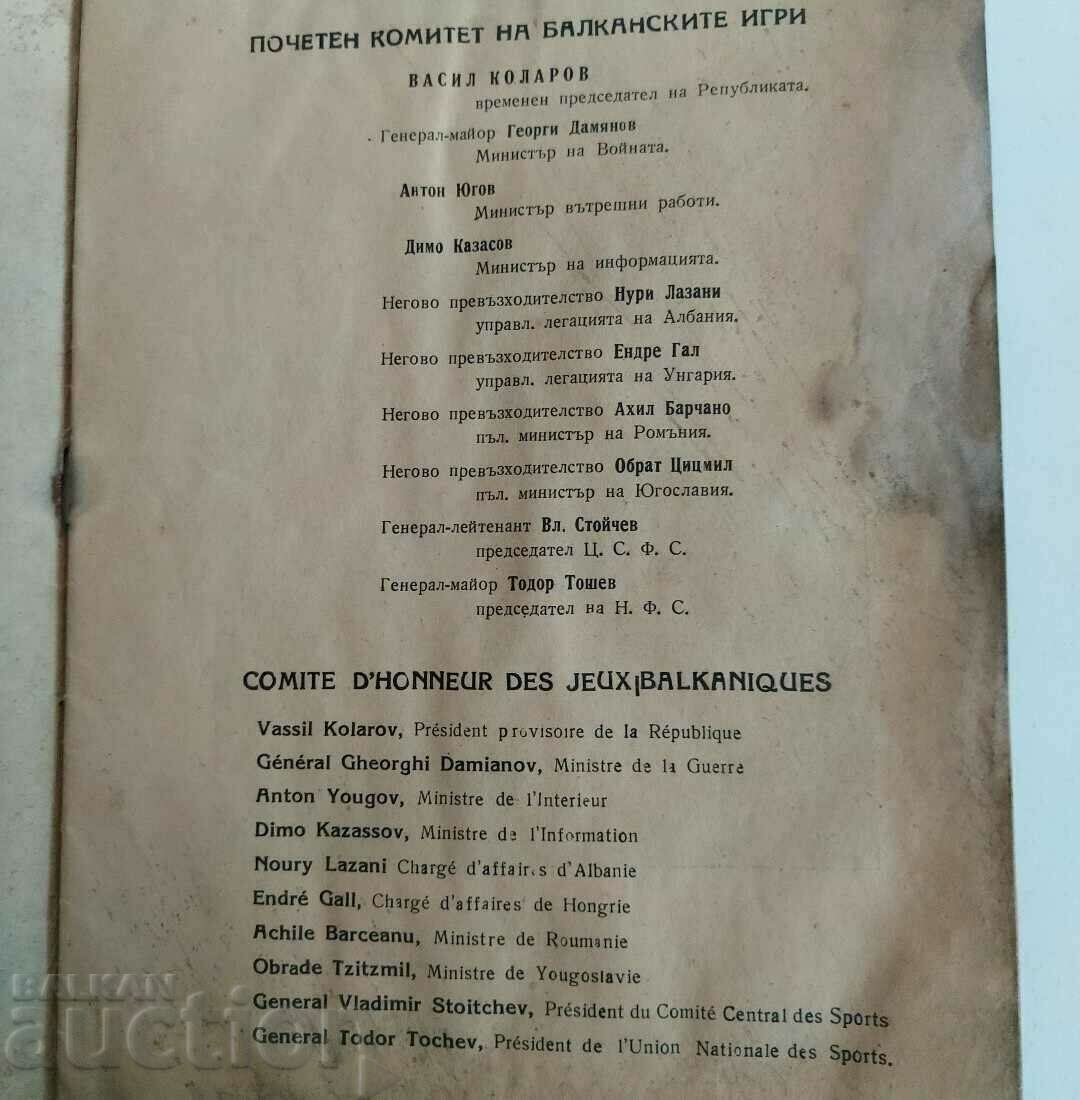 ПОЧЕТЕН КОМИТЕТ НА БАЛКАНСКИТЕ ИГРИ
ВАСИЛ КОЛАРОВ
временен председател на Републиката.
Генерал-майор Георги Дамянов
Министър на Войната.
Антон Югов
Министър вътрешни работи.
Димо Казасов
Министър на информацията.
Негово превъзходителство Нури Лазани
управл. легацията на Албания.
Негово превъзходителство Ендре Гал
управл. легацията на Унгария.
Негово превъзходителство Ахил Барчано
пъл. министър на Ромъния.
Негово превъзходителство Обрат Цицмил
пъл. министър на Югославия.
Генерал-лейтенант Вл. Стойчев
председател Ц. С. Ф. С.
Генерал-майор Тодор Тошев
председател на Н. Ф. С.
COMITE D'HONNEUR DES JEUX BALKANIQUES
Vassil Kolarov, Président provisoire de la République
Général Gheorghi Damianov, Ministre de la Guerre
Anton Yougov, Ministre de l'Interieur
Dimo Kazassov, Ministre de l'Information
Noury Lazani Chargé d'affaires d'Albanie
Endré Gall, Chargé d'affaires de Hongrie
Achile Barceanu, Ministre de Roumanie
Obrade Tzitzmil, Ministre de Yougoslavie
General Vladimir Stoitchev, Président du Comité Central des Sports
General Todor Tochev, Président de l'Union Nationale des Sports.
BALKAN
auction